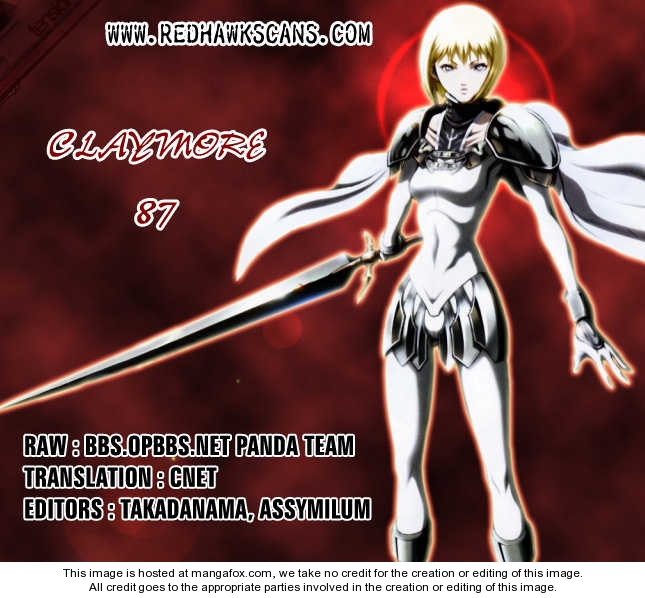 WWW.REDHAWKSCANS.COM
CLAYMORE
87
RAW : BBS.OPBBS.NET PANDA TEAM
TRANSLATION : CNET
EDITORS : TAKADANAMA, ASSYMILUM
This image is hosted at mangafox.com, we take no credit for the creation or editing of this image.
All credit goes to the appropriate parties involved in the creation or editing of this image.